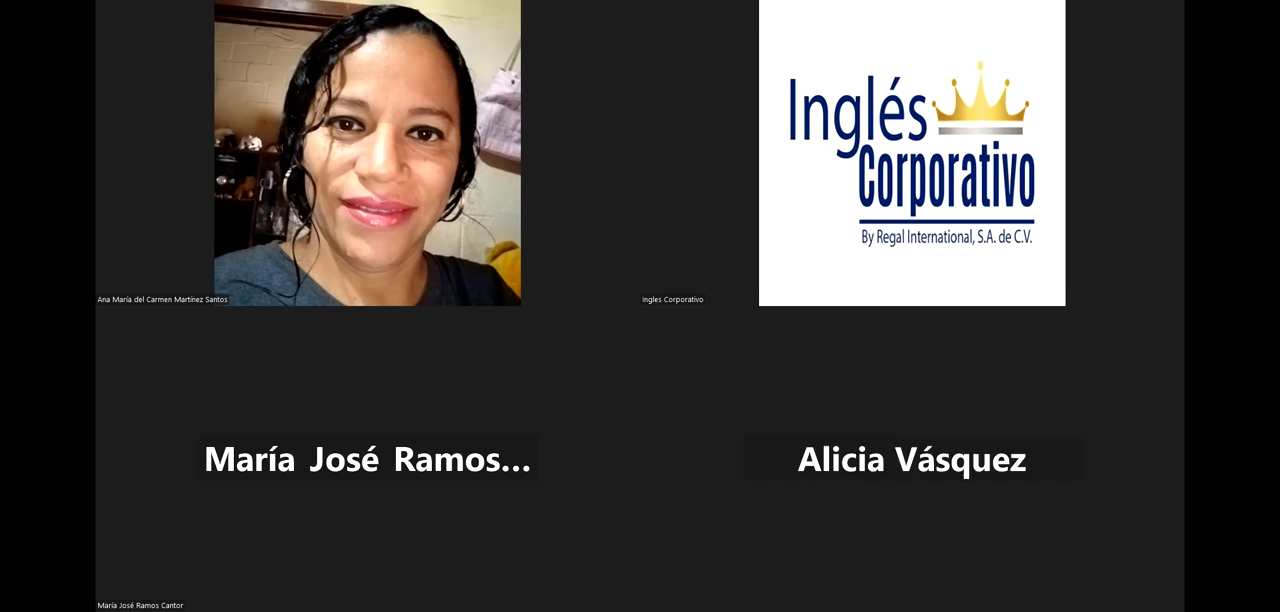 Inglés
Corporativo
By Regal International, S.A. de C.V.
Ana María del Carmen Martínez Santos
Ingles Corporativo
María José Ramos...
Alicia Vásquez
María José Ramos Cantor